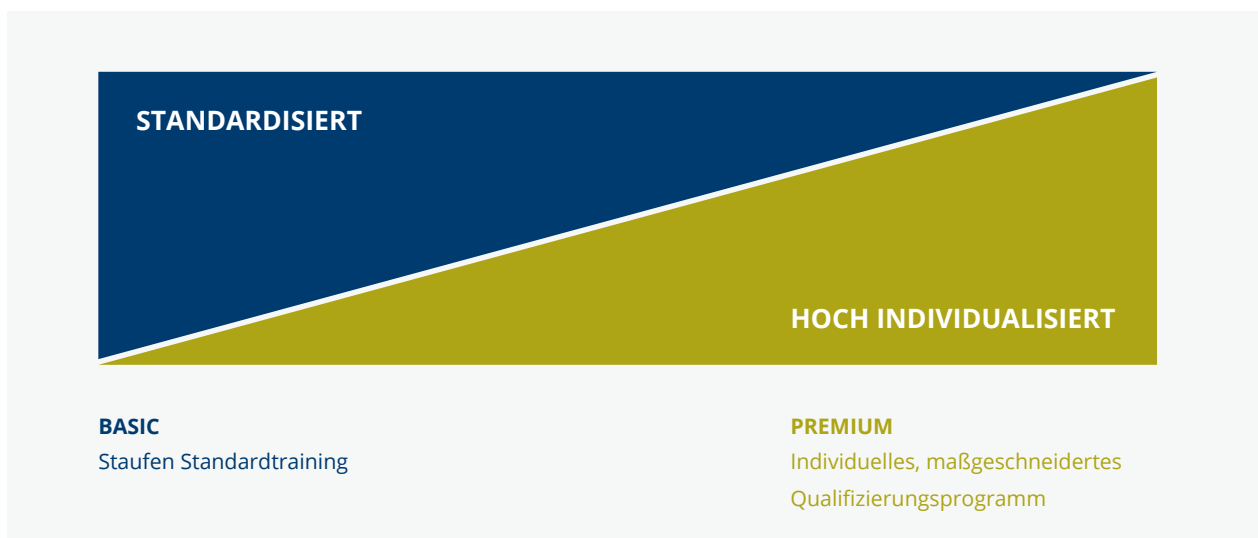 STANDARDISIERT
HOCH INDIVIDUALISIERT
BASIC
Staufen Standardtraining
PREMIUM
Individuelles, maßgeschneidertes
Qualifizierungsprogramm